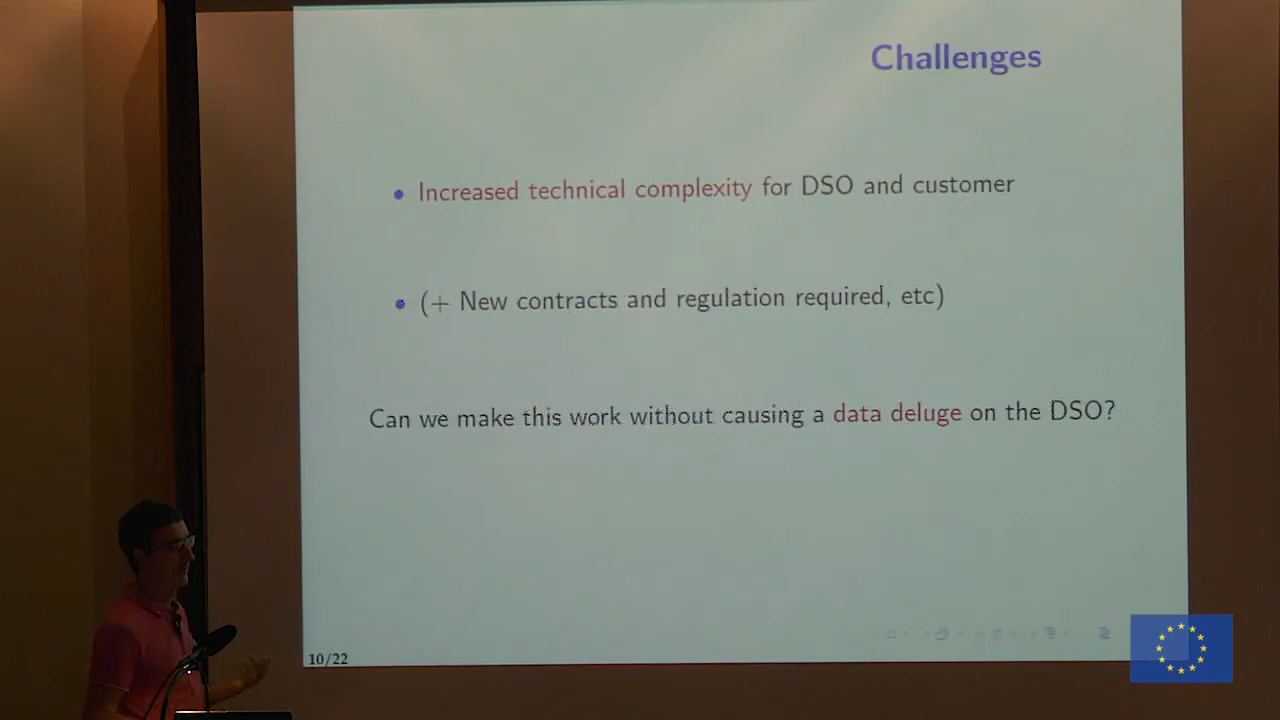 Challenges
Increased technical complexity for DSO and customer
(+ New contracts and regulation required, etc)
Can we make this work without causing a data deluge on the DSO?
10/22